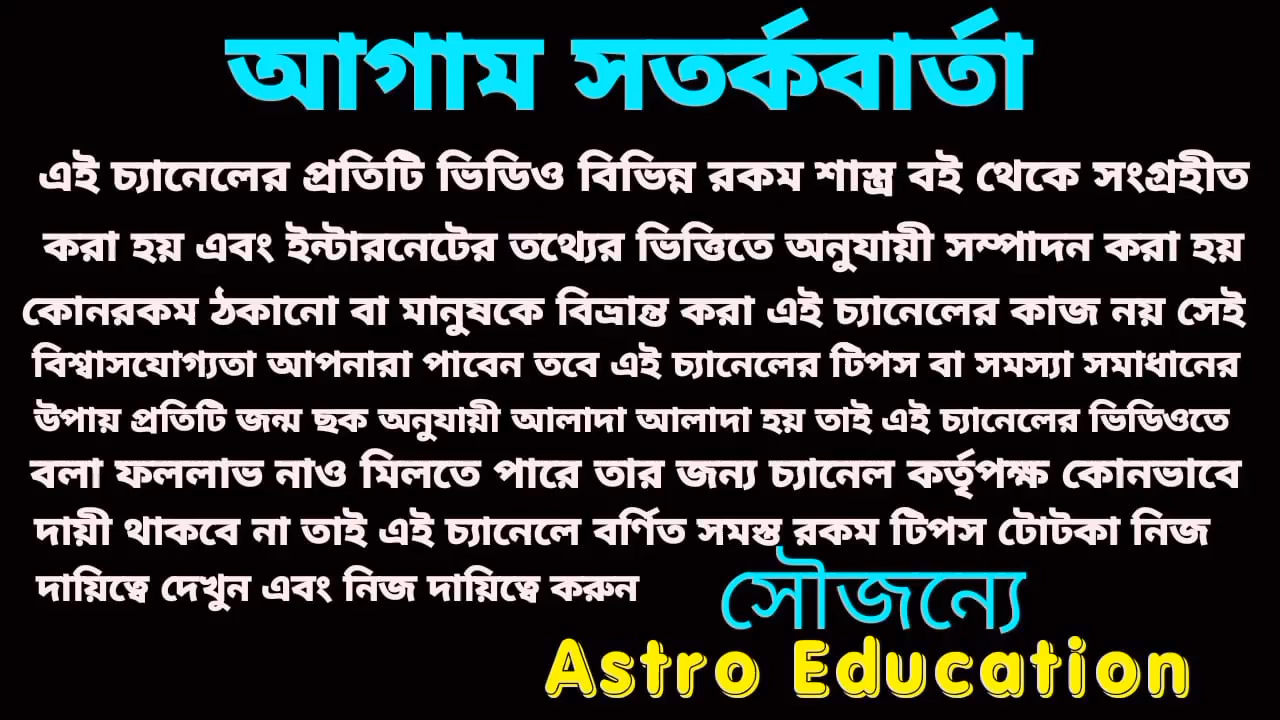 আগাম সতর্কবার্তা
এই চ্যানেলের প্রতিটি ভিডিও বিভিন্ন রকম শাস্ত্র বই থেকে সংগ্রহীত
করা হয় এবং ইন্টারনেটের তথ্যের ভিত্তিতে অনুযায়ী সম্পাদন করা হয়
কোনরকম ঠকানো বা মানুষকে বিভ্রান্ত করা এই চ্যানেলের কাজ নয় সেই
বিশ্বাসযোগ্যতা আপনারা পাবেন তবে এই চ্যানেলের টিপস বা সমস্যা সমাধানের
উপায় প্রতিটি জন্ম ছক অনুযায়ী আলাদা আলাদা হয় তাই এই চ্যানেলের ভিডিওতে
বলা ফললাভ নাও মিলতে পারে তার জন্য চ্যানেল কর্তৃপক্ষ কোনভাবে
দায়ী থাকবে না তাই এই চ্যানেলে বর্ণিত সমস্ত রকম টিপস টোটকা নিজ
দায়িত্বে দেখুন এবং নিজ দায়িত্বে করুন
সৌজন্যে
Astro Education